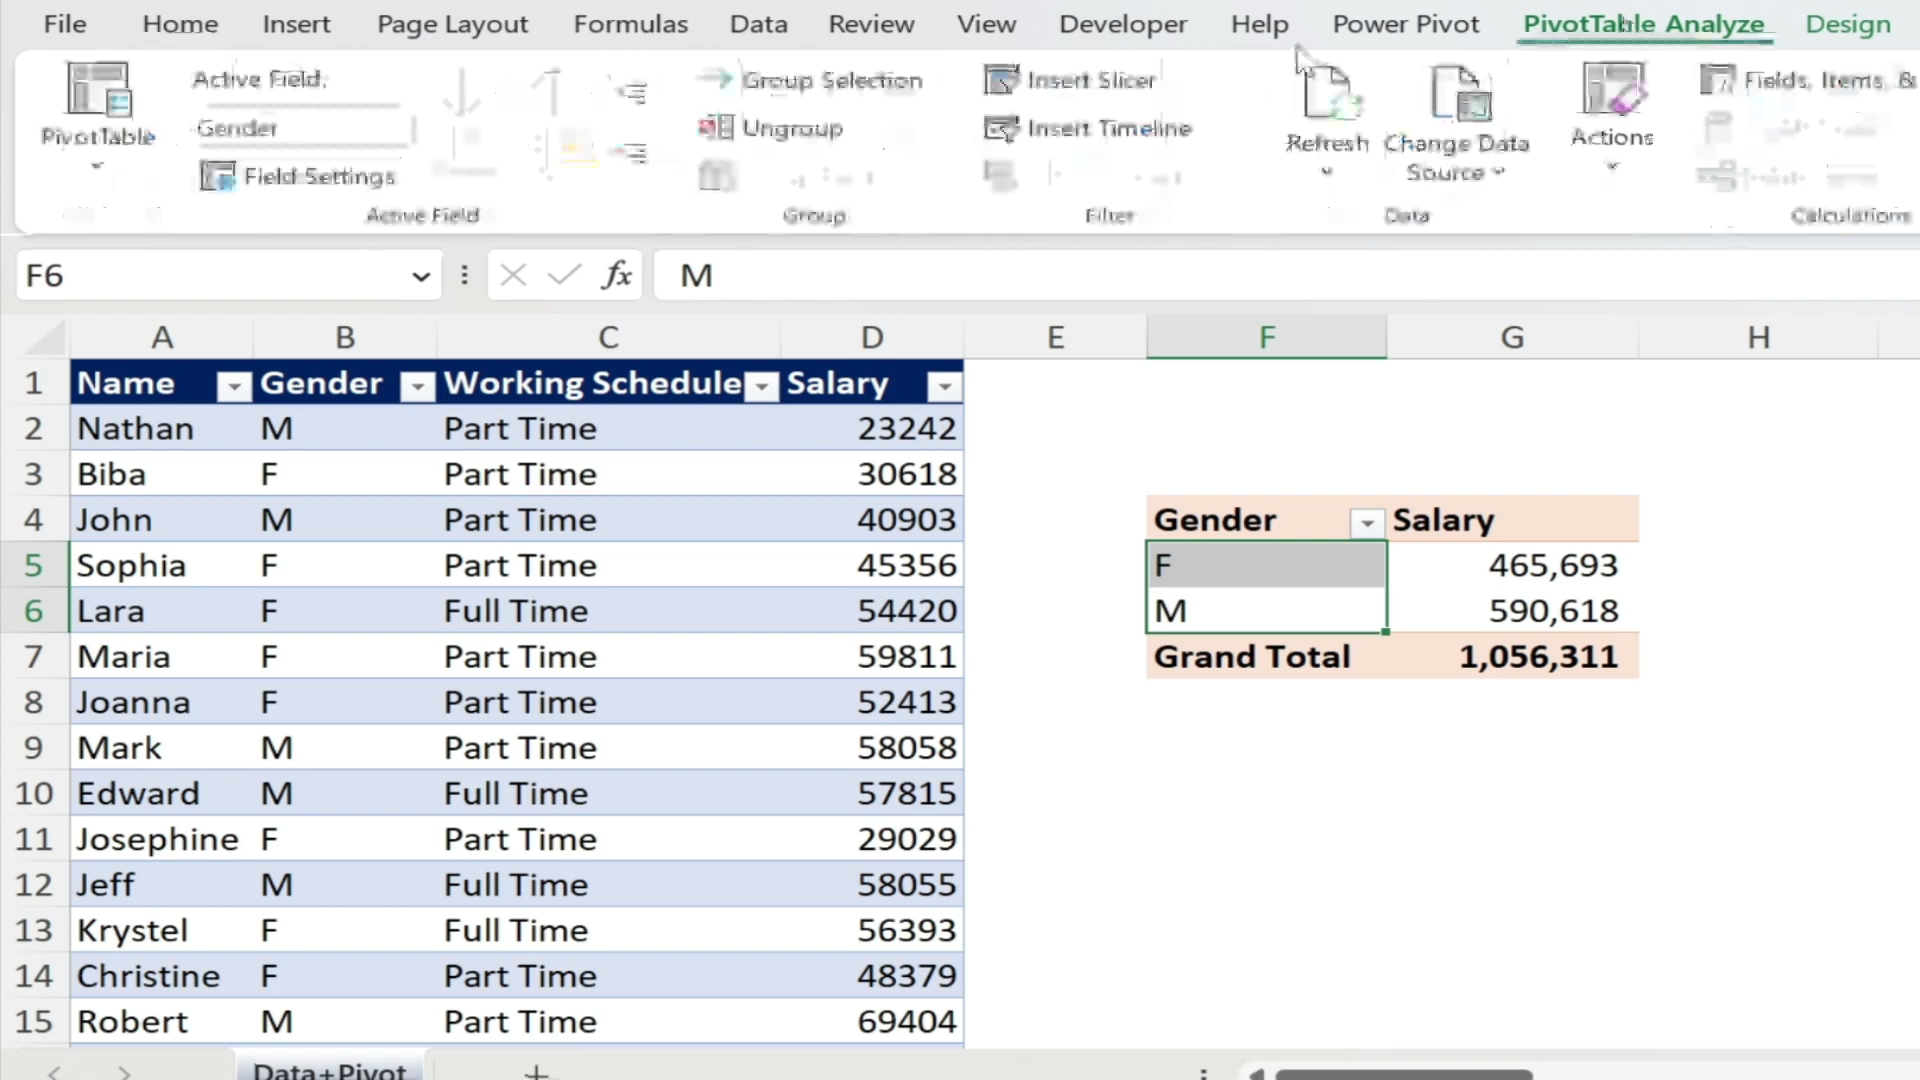 File Home Insert Page Layout Formulas Data Review View Developer Help Power Pivot PivotTable Analyze Design
Active Field: Group Selection Insert Slicer Fields, Items, &
PivotTable Gender Ungroup Insert Timeline Refresh Change Data Source Actions
Field Settings
Active Field Group Filter Data Calculations
F6 fx M
A B C D E F G H
1 Name Gender Working Schedule Salary
2 Nathan M Part Time 23242
3 Biba F Part Time 30618
4 John M Part Time 40903 Gender Salary
5 Sophia F Part Time 45356 F 465,693
6 Lara F Full Time 54420 M 590,618
7 Maria F Part Time 59811 Grand Total 1,056,311
8 Joanna F Part Time 52413
9 Mark M Part Time 58058
10 Edward M Full Time 57815
11 Josephine F Part Time 29029
12 Jeff M Full Time 58055
13 Krystel F Full Time 56393
14 Christine F Part Time 48379
15 Robert M Part Time 69404
Data+Pivot